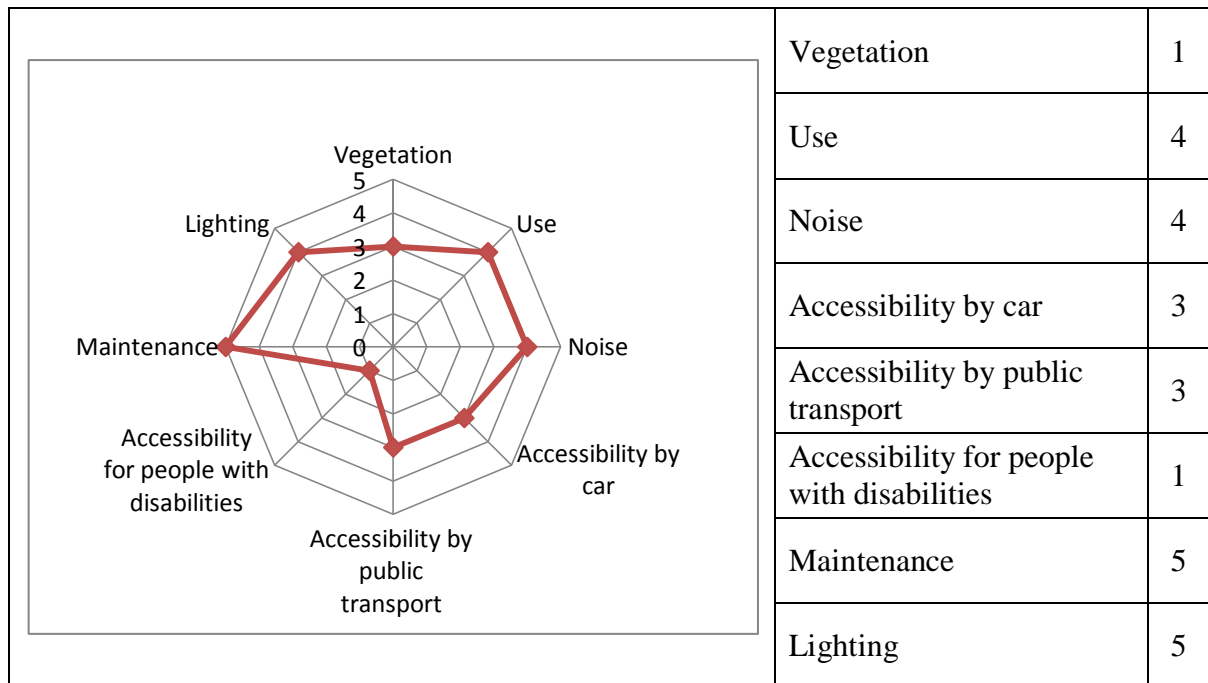 Vegetation
5
4
3
2
1
0
Use
Noise
Accessibility by
car
Accessibility by
public
transport
Accessibility
for people with
disabilities
Maintenance
Lighting
Vegetation 1
Use 4
Noise 4
Accessibility by car 3
Accessibility by public
transport 3
Accessibility for people
with disabilities 1
Maintenance 5
Lighting 5